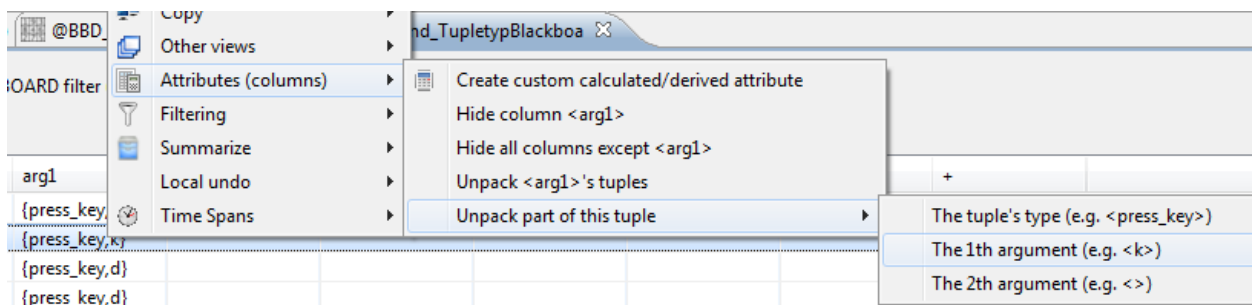 Copy
@BBD_
nd_TupletypBlackboa
Other views
OARD filter
Attributes (columns)
Create custom calculated/derived attribute
Filtering
Hide column <arg1>
Summarize
Hide all columns except <arg1>
arg1
Local undo
Unpack <arg1>'s tuples
+
{press_key,
Time Spans
Unpack part of this tuple
The tuple's type (e.g. <press_key>)
{press_key,k}
The 1th argument (e.g. <k>)
{press_key,d}
The 2th argument (e.g. <>)
{press_key,d}